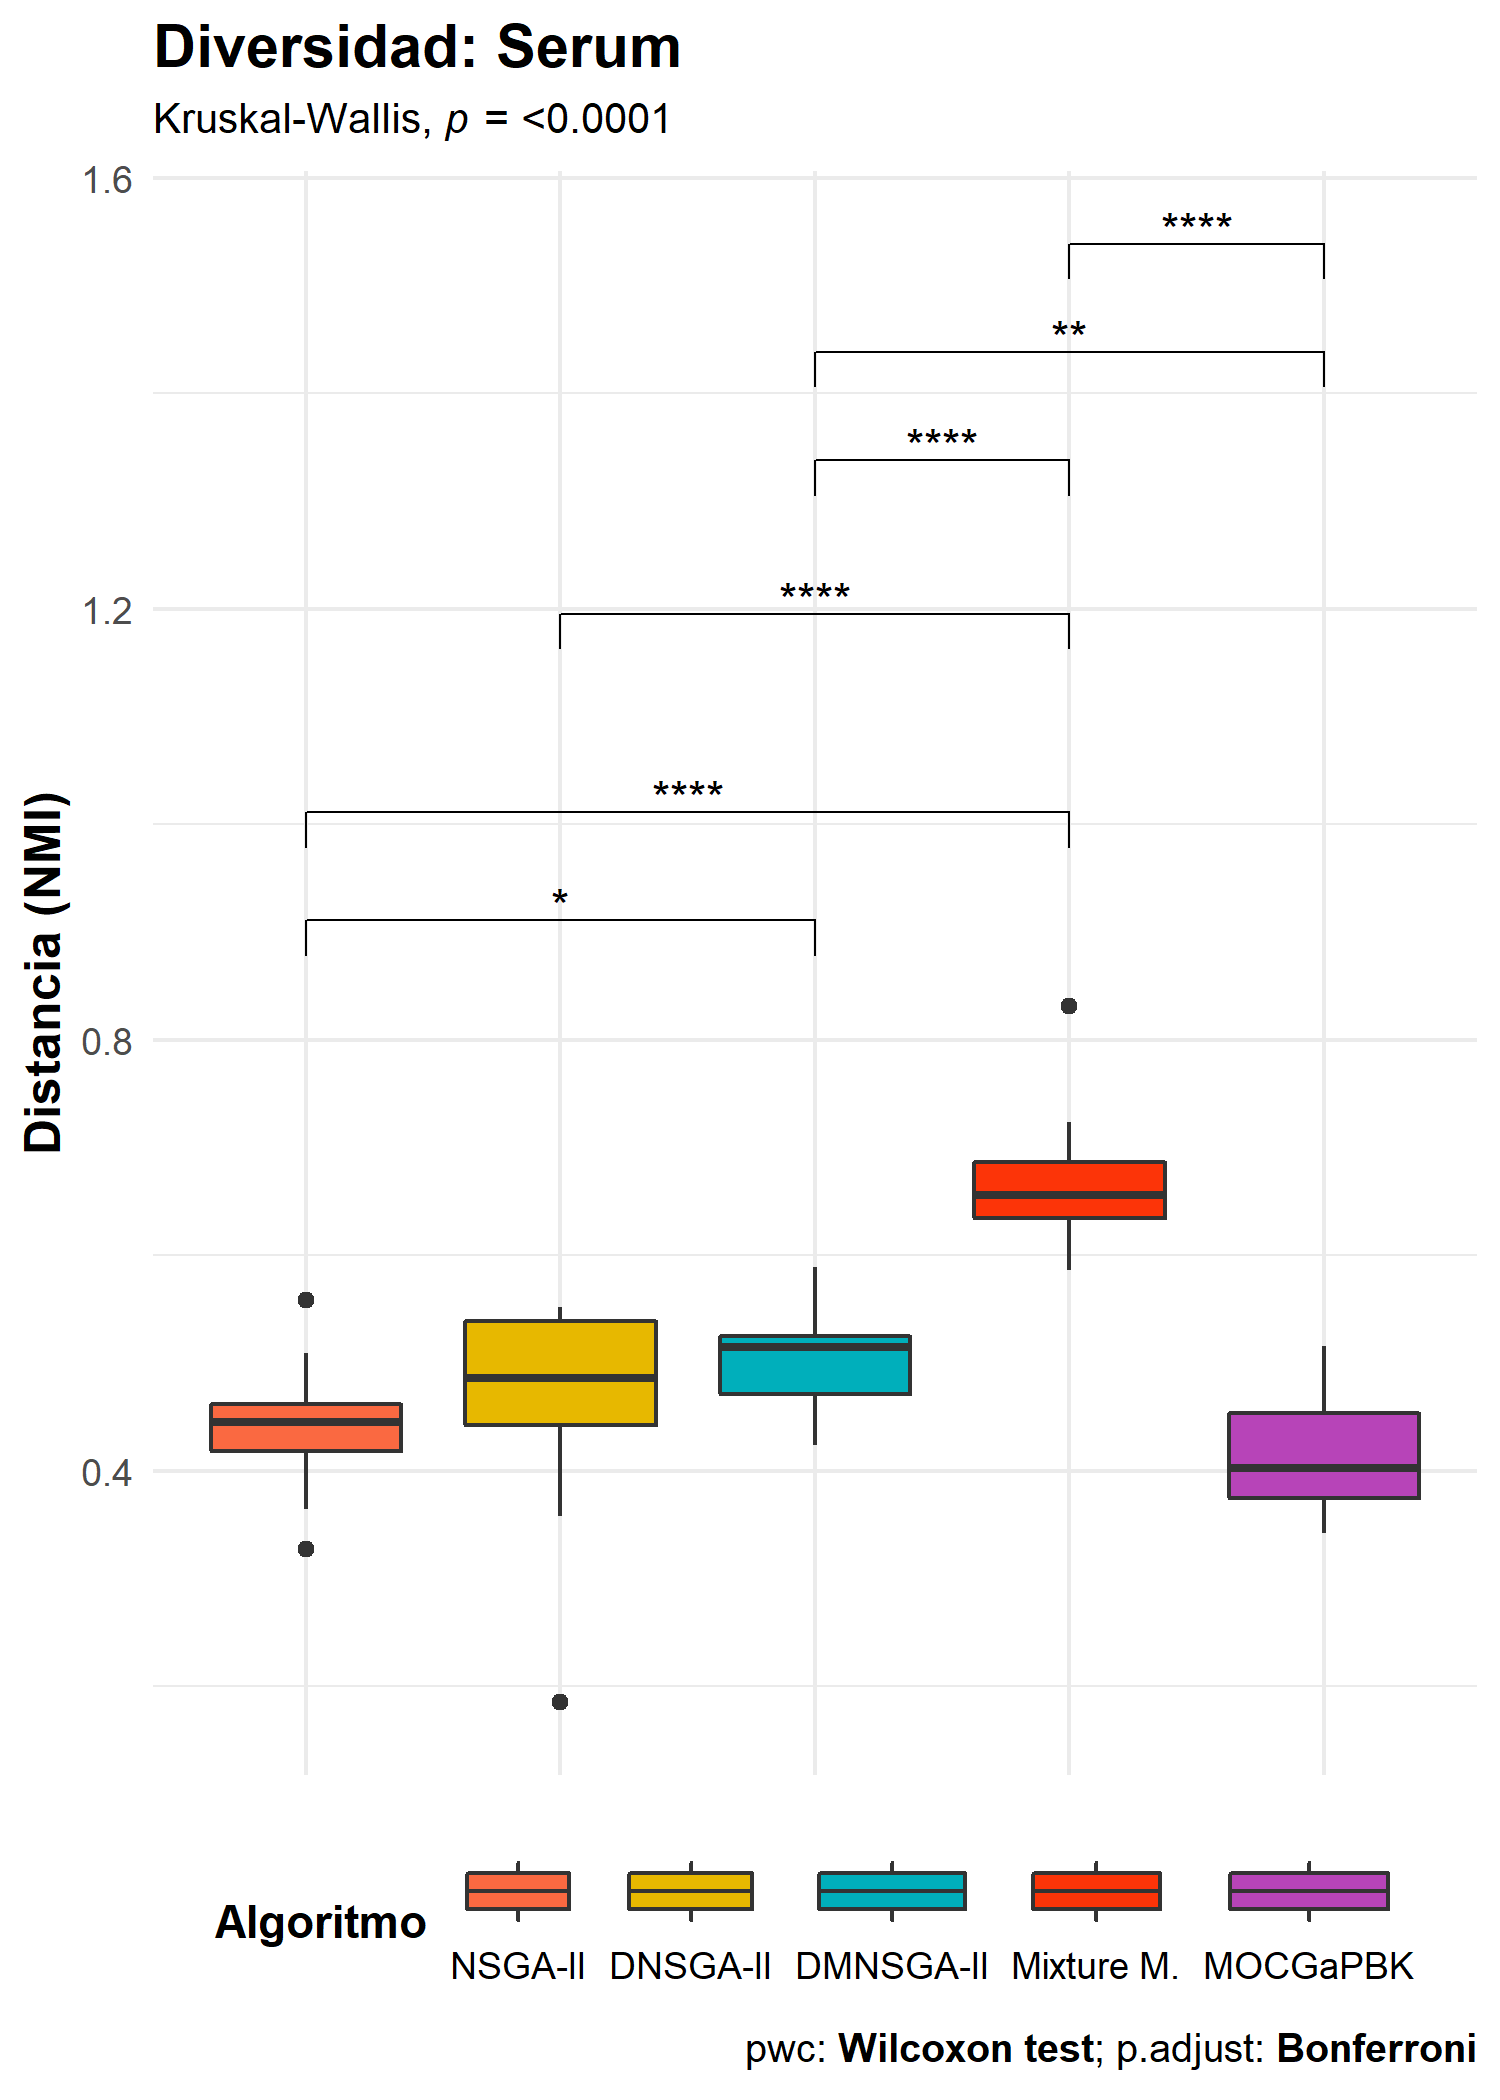 Diversidad: Serum
Kruskal-Wallis, p = <0.0001
1.6
****
**
****
1.2
****
****
*
Distancia (NMI)
0.8
0.4
Algoritmo
NSGA-II DNSGA-II DMNSGA-II Mixture M. MOCGaPBK
pwc: Wilcoxon test; p.adjust: Bonferroni